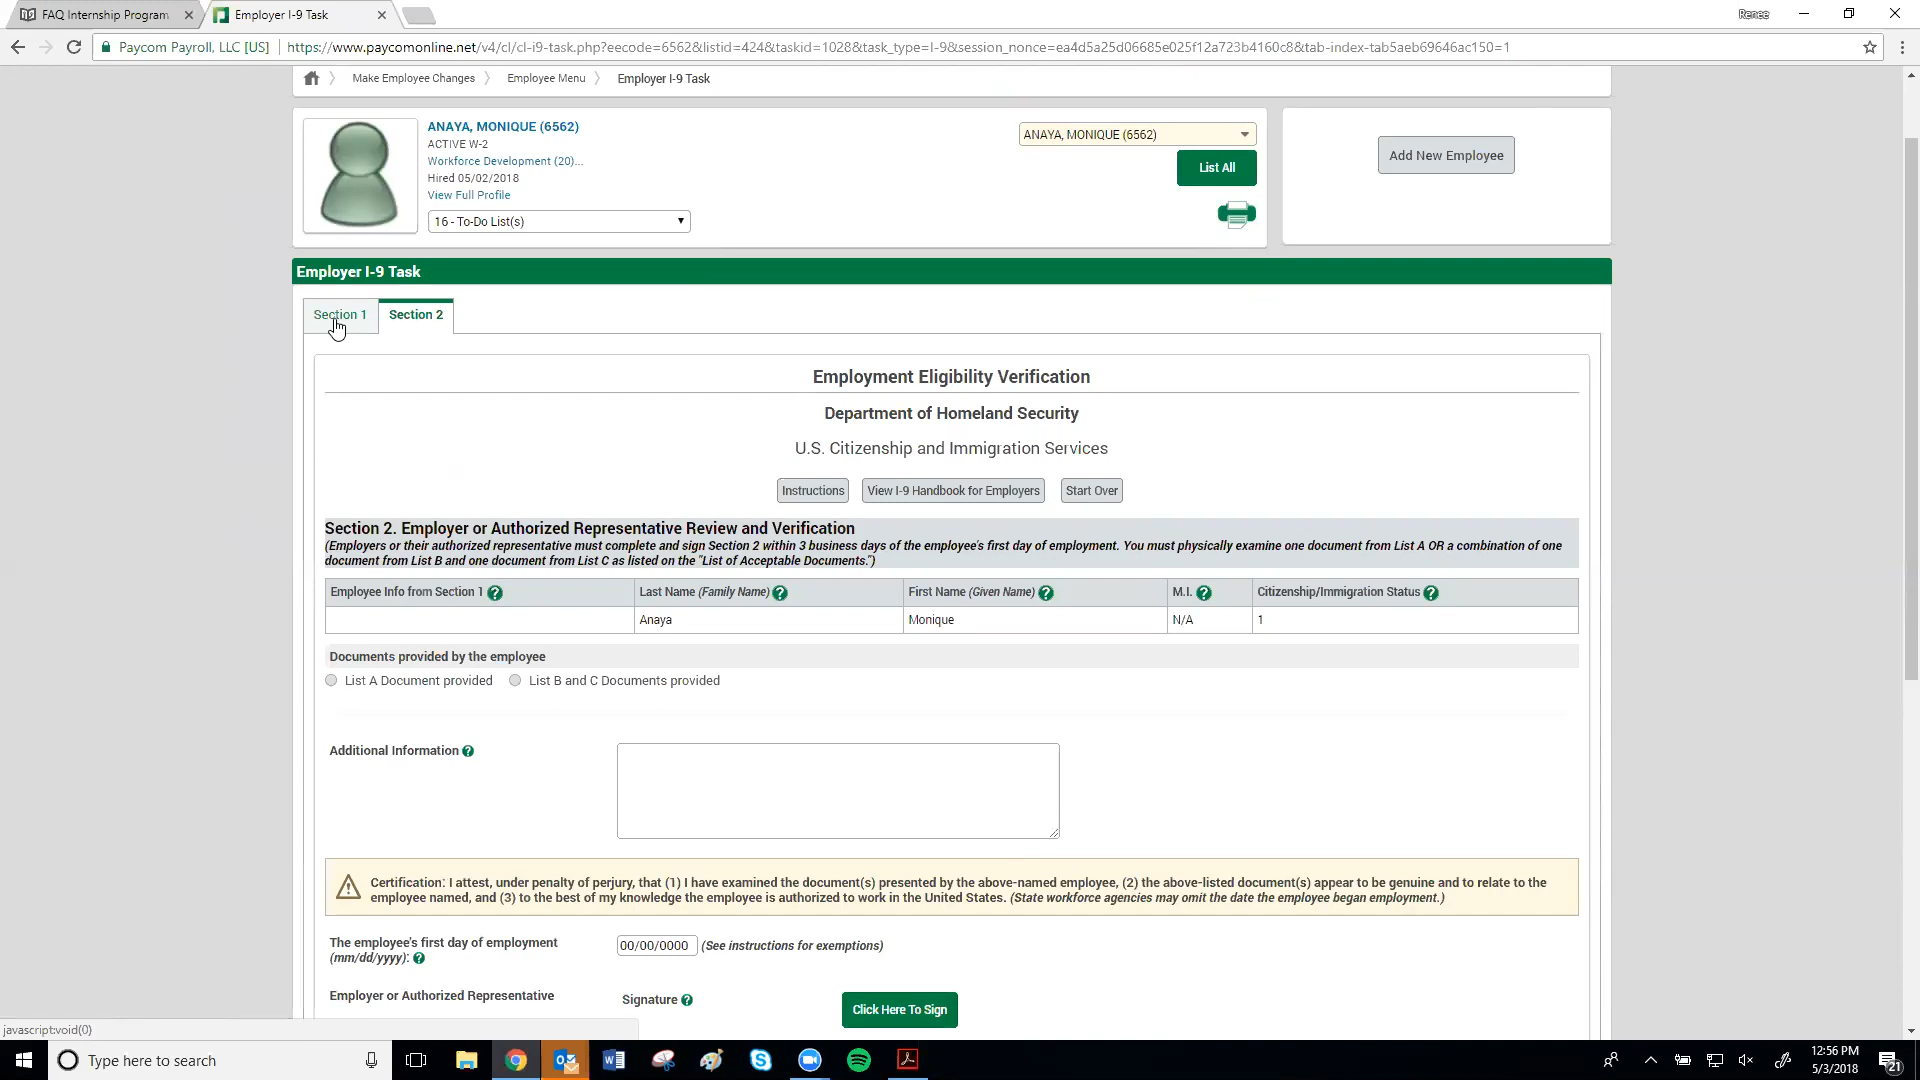 FAQ Internship Program
Employer I-9 Task
Renee
Paycom Payroll, LLC [US]
https://www.paycomonline.net/v4/cl/cl-i9-task.php?eecode=6562&listid=424&taskid=1028&task_type=I-9&session_nonce=ea4d5a25d06685e025f12a723b4160c8&tab-index-tab5aeb69646ac150=1
Make Employee Changes
Employee Menu
Employer I-9 Task
ANAYA, MONIQUE (6562)
ACTIVE W-2
Workforce Development (20)...
Hired 05/02/2018
View Full Profile
16 - To-Do List(s)
ANAYA, MONIQUE (6562)
List All
Add New Employee
Employer I-9 Task
Section 1
Section 2
Employment Eligibility Verification
Department of Homeland Security
U.S. Citizenship and Immigration Services
Instructions
View I-9 Handbook for Employers
Start Over
Section 2. Employer or Authorized Representative Review and Verification
(Employers or their authorized representative must complete and sign Section 2 within 3 business days of the employee's first day of employment. You must physically examine one document from List A OR a combination of one
document from List B and one document from List C as listed on the "List of Acceptable Documents.")
Employee Info from Section 1 ?
Last Name (Family Name) ?
First Name (Given Name) ?
M.I. ?
Citizenship/Immigration Status ?
Anaya
Monique
N/A
1
Documents provided by the employee
List A Document provided
List B and C Documents provided
Additional Information ?
Certification: I attest, under penalty of perjury, that (1) I have examined the document(s) presented by the above-named employee, (2) the above-listed document(s) appear to be genuine and to relate to the
employee named, and (3) to the best of my knowledge the employee is authorized to work in the United States. (State workforce agencies may omit the date the employee began employment.)
The employee's first day of employment
(mm/dd/yyyy): ?
00/00/0000
(See instructions for exemptions)
Employer or Authorized Representative
Signature ?
Click Here To Sign
javascript:void(0)
Type here to search
12:56 PM
5/3/2018
21